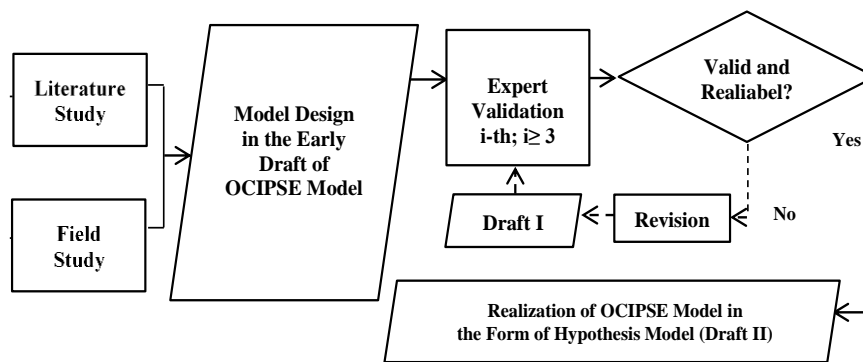 Literature
Study
Field
Study
Model Design
in the Early
Draft of
OCIPSE Model
Expert
Validation
i-th; i≥ 3
Valid and
Realiabel?
Yes
No
Revision
Draft I
Realization of OCIPSE Model in
the Form of Hypothesis Model (Draft II)